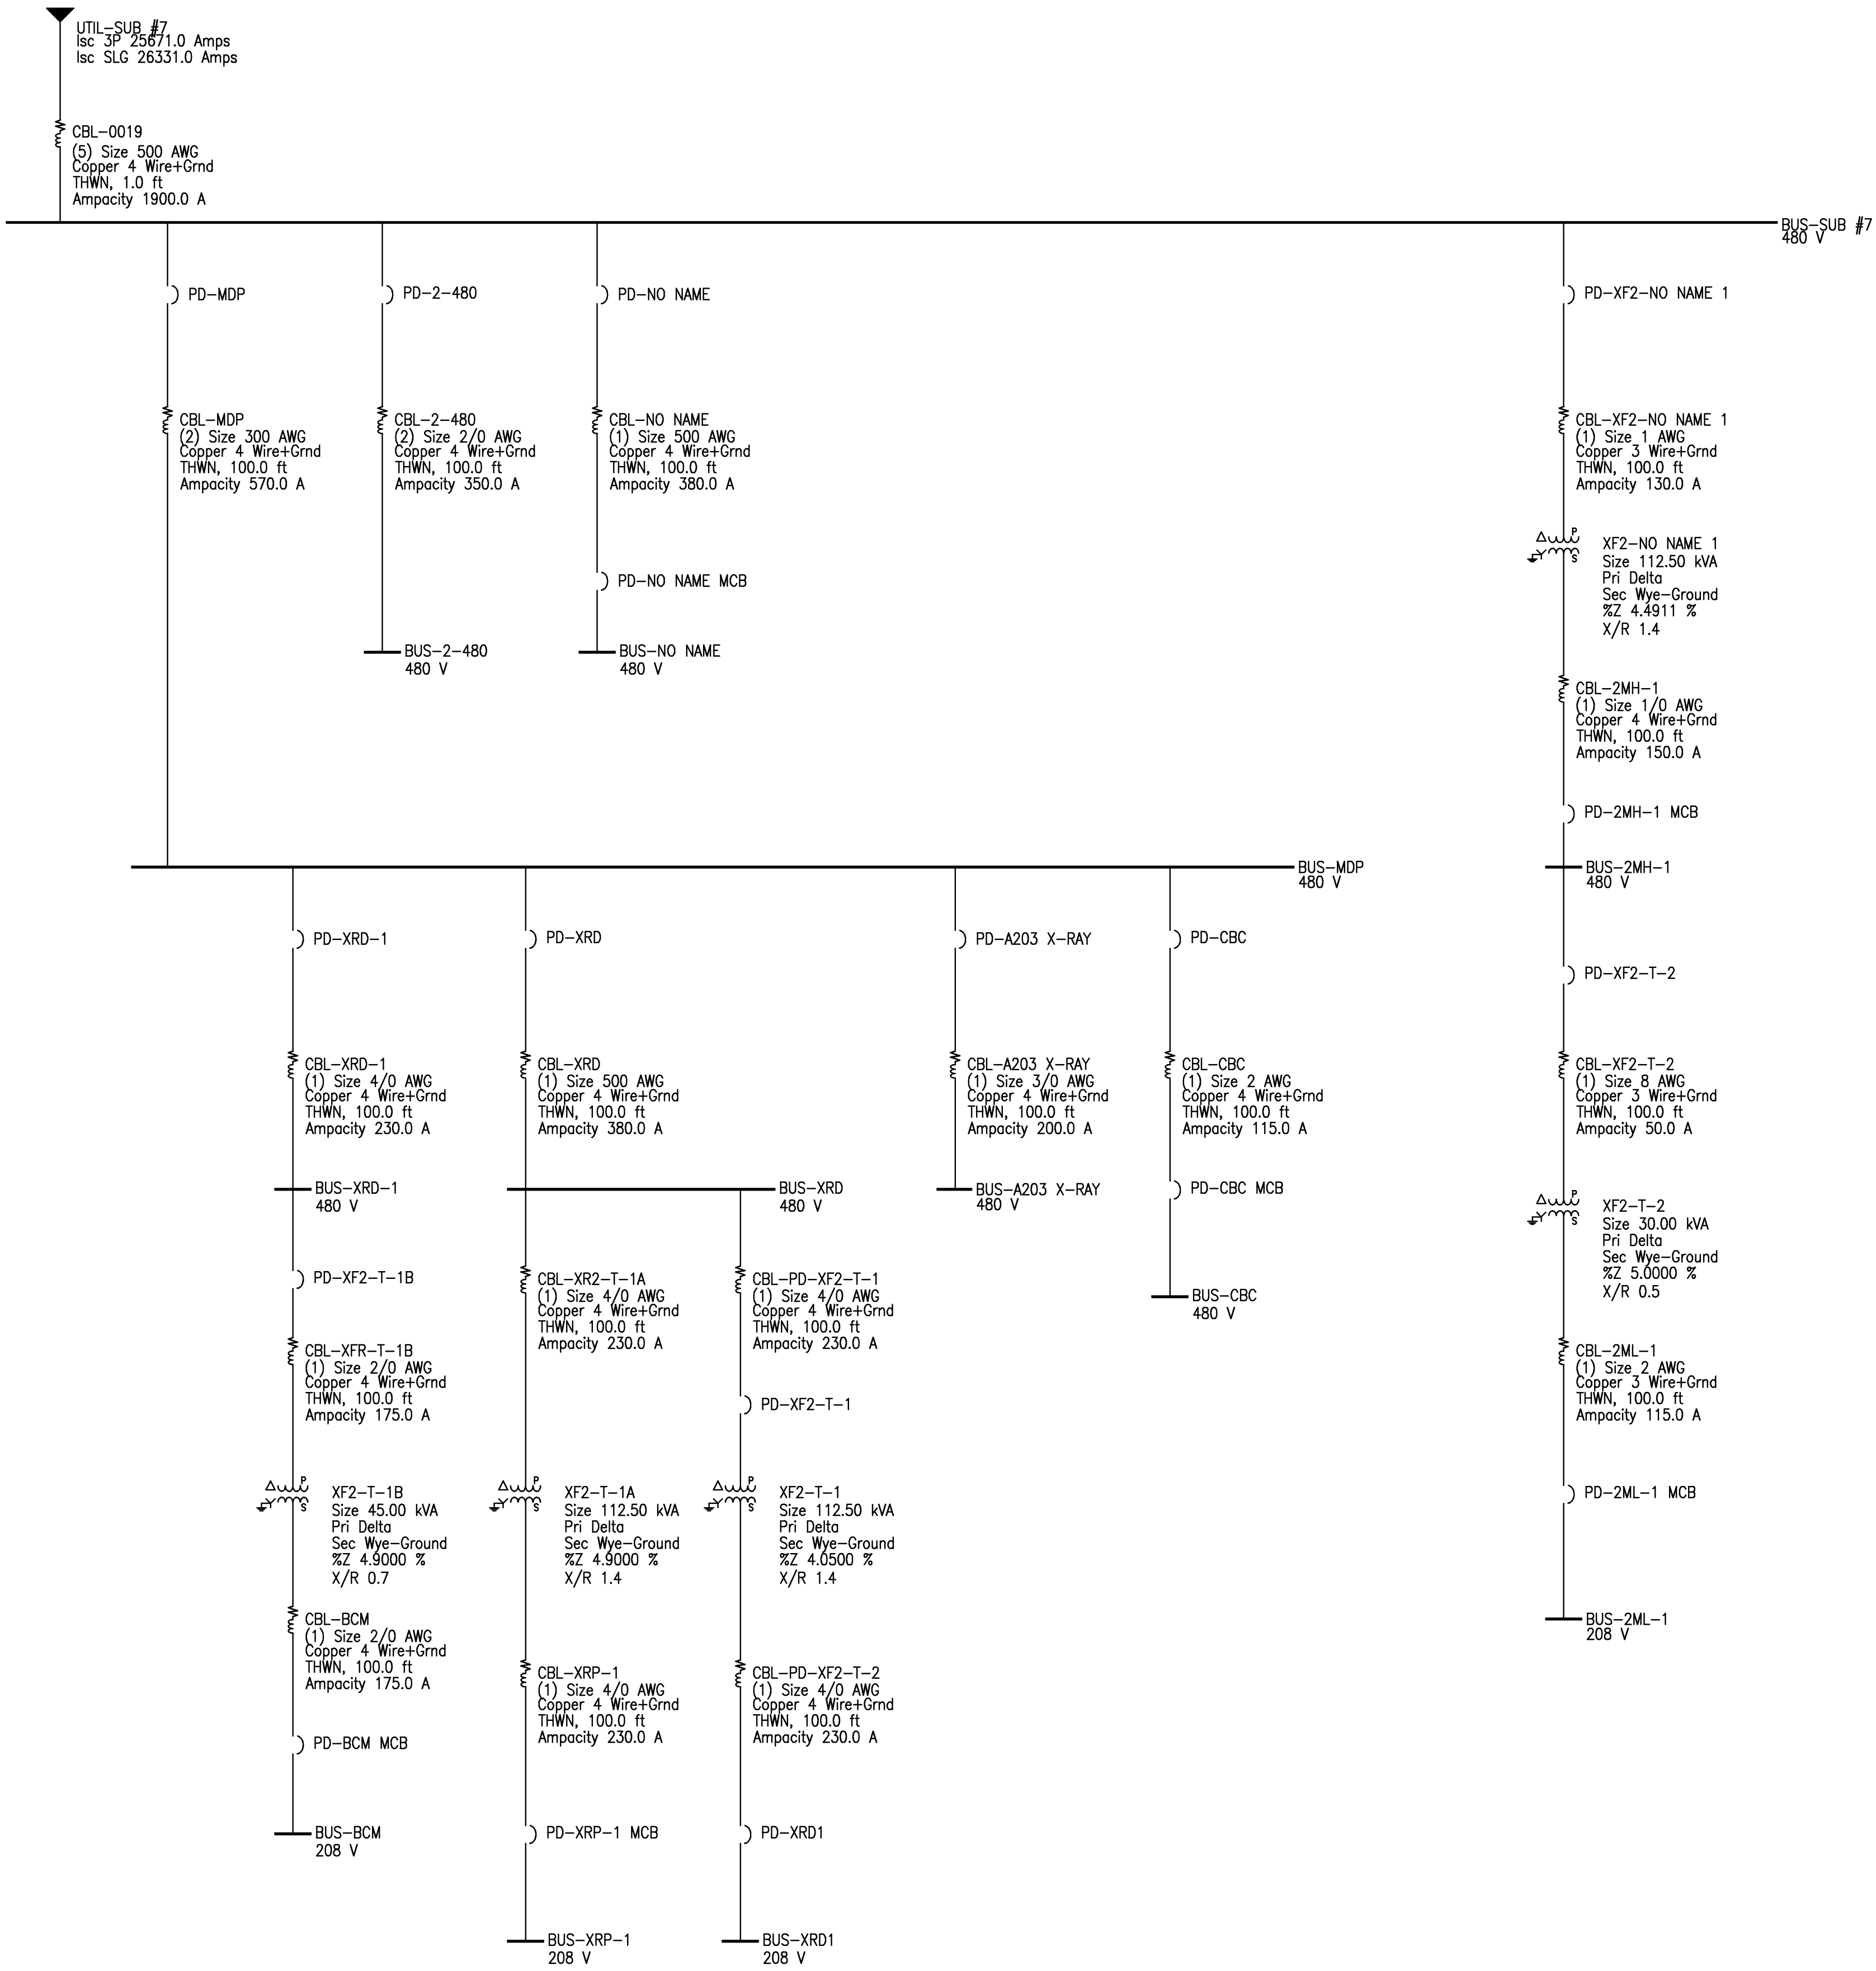 UTIL-SUB #7
Isc 3P 25671.0 Amps
Isc SLG 26331.0 Amps
CBL-0019
(5) Size 500 AWG
Copper 4 Wire+Grnd
THWN, 1.0 ft
Ampacity 1900.0 A
BUS-SUB #7
480 V
PD-MDP
PD-2-480
PD-NO NAME
PD-XF2-NO NAME 1
CBL-MDP
(2) Size 300 AWG
Copper 4 Wire+Grnd
THWN, 100.0 ft
Ampacity 570.0 A
CBL-2-480
(2) Size 2/0 AWG
Copper 4 Wire+Grnd
THWN, 100.0 ft
Ampacity 350.0 A
CBL-NO NAME
(1) Size 500 AWG
Copper 4 Wire+Grnd
THWN, 100.0 ft
Ampacity 380.0 A
CBL-XF2-NO NAME 1
(1) Size 1 AWG
Copper 3 Wire+Grnd
THWN, 100.0 ft
Ampacity 130.0 A
P
S
XF2-NO NAME 1
Size 112.50 kVA
Pri Delta
Sec Wye-Ground
%Z 4.4911 %
X/R 1.4
PD-NO NAME MCB
BUS-2-480
480 V
BUS-NO NAME
480 V
CBL-2MH-1
(1) Size 1/0 AWG
Copper 4 Wire+Grnd
THWN, 100.0 ft
Ampacity 150.0 A
PD-2MH-1 MCB
BUS-MDP
480 V
BUS-2MH-1
480 V
PD-XRD-1
PD-XRD
PD-A203 X-RAY
PD-CBC
PD-XF2-T-2
CBL-XRD-1
(1) Size 4/0 AWG
Copper 4 Wire+Grnd
THWN, 100.0 ft
Ampacity 230.0 A
CBL-XRD
(1) Size 500 AWG
Copper 4 Wire+Grnd
THWN, 100.0 ft
Ampacity 380.0 A
CBL-A203 X-RAY
(1) Size 3/0 AWG
Copper 4 Wire+Grnd
THWN, 100.0 ft
Ampacity 200.0 A
CBL-CBC
(1) Size 2 AWG
Copper 4 Wire+Grnd
THWN, 100.0 ft
Ampacity 115.0 A
CBL-XF2-T-2
(1) Size 8 AWG
Copper 3 Wire+Grnd
THWN, 100.0 ft
Ampacity 50.0 A
BUS-XRD-1
480 V
BUS-XRD
480 V
BUS-A203 X-RAY
480 V
PD-CBC MCB
P
S
XF2-T-2
Size 30.00 kVA
Pri Delta
Sec Wye-Ground
%Z 5.0000 %
X/R 0.5
PD-XF2-T-1B
CBL-XR2-T-1A
(1) Size 4/0 AWG
Copper 4 Wire+Grnd
THWN, 100.0 ft
Ampacity 230.0 A
CBL-PD-XF2-T-1
(1) Size 4/0 AWG
Copper 4 Wire+Grnd
THWN, 100.0 ft
Ampacity 230.0 A
BUS-CBC
480 V
CBL-XFR-T-1B
(1) Size 2/0 AWG
Copper 4 Wire+Grnd
THWN, 100.0 ft
Ampacity 175.0 A
PD-XF2-T-1
CBL-2ML-1
(1) Size 2 AWG
Copper 3 Wire+Grnd
THWN, 100.0 ft
Ampacity 115.0 A
P
S
XF2-T-1B
Size 45.00 kVA
Pri Delta
Sec Wye-Ground
%Z 4.9000 %
X/R 0.7
P
S
XF2-T-1A
Size 112.50 kVA
Pri Delta
Sec Wye-Ground
%Z 4.9000 %
X/R 1.4
P
S
XF2-T-1
Size 112.50 kVA
Pri Delta
Sec Wye-Ground
%Z 4.0500 %
X/R 1.4
PD-2ML-1 MCB
BUS-2ML-1
208 V
CBL-BCM
(1) Size 2/0 AWG
Copper 4 Wire+Grnd
THWN, 100.0 ft
Ampacity 175.0 A
CBL-XRP-1
(1) Size 4/0 AWG
Copper 4 Wire+Grnd
THWN, 100.0 ft
Ampacity 230.0 A
CBL-PD-XF2-T-2
(1) Size 4/0 AWG
Copper 4 Wire+Grnd
THWN, 100.0 ft
Ampacity 230.0 A
PD-BCM MCB
BUS-BCM
208 V
PD-XRP-1 MCB
PD-XRD1
BUS-XRP-1
208 V
BUS-XRD1
208 V